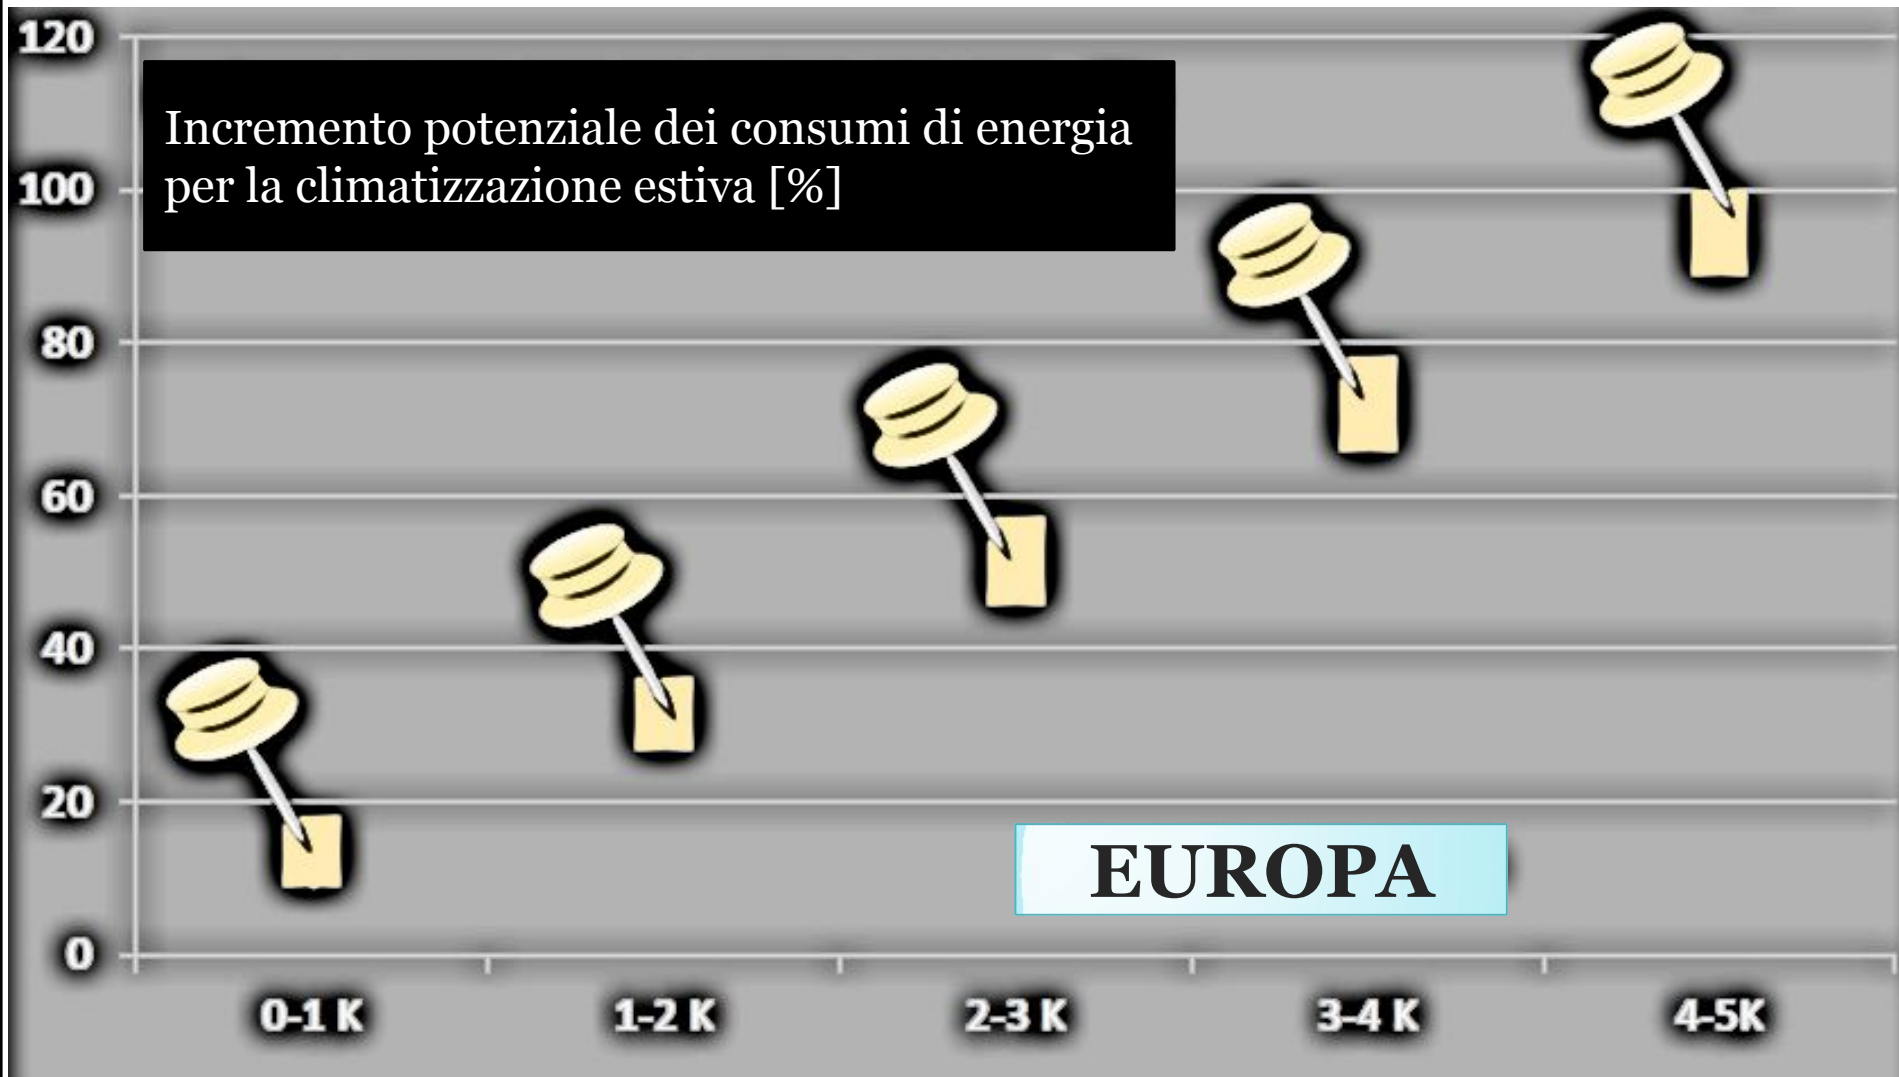 120
Incremento potenziale dei consumi di energia
per la climatizzazione estiva [%]
100
80
60
40
20
EUROPA
0
0-1 K
1-2 K
2-3 K
3-4 K
4-5K